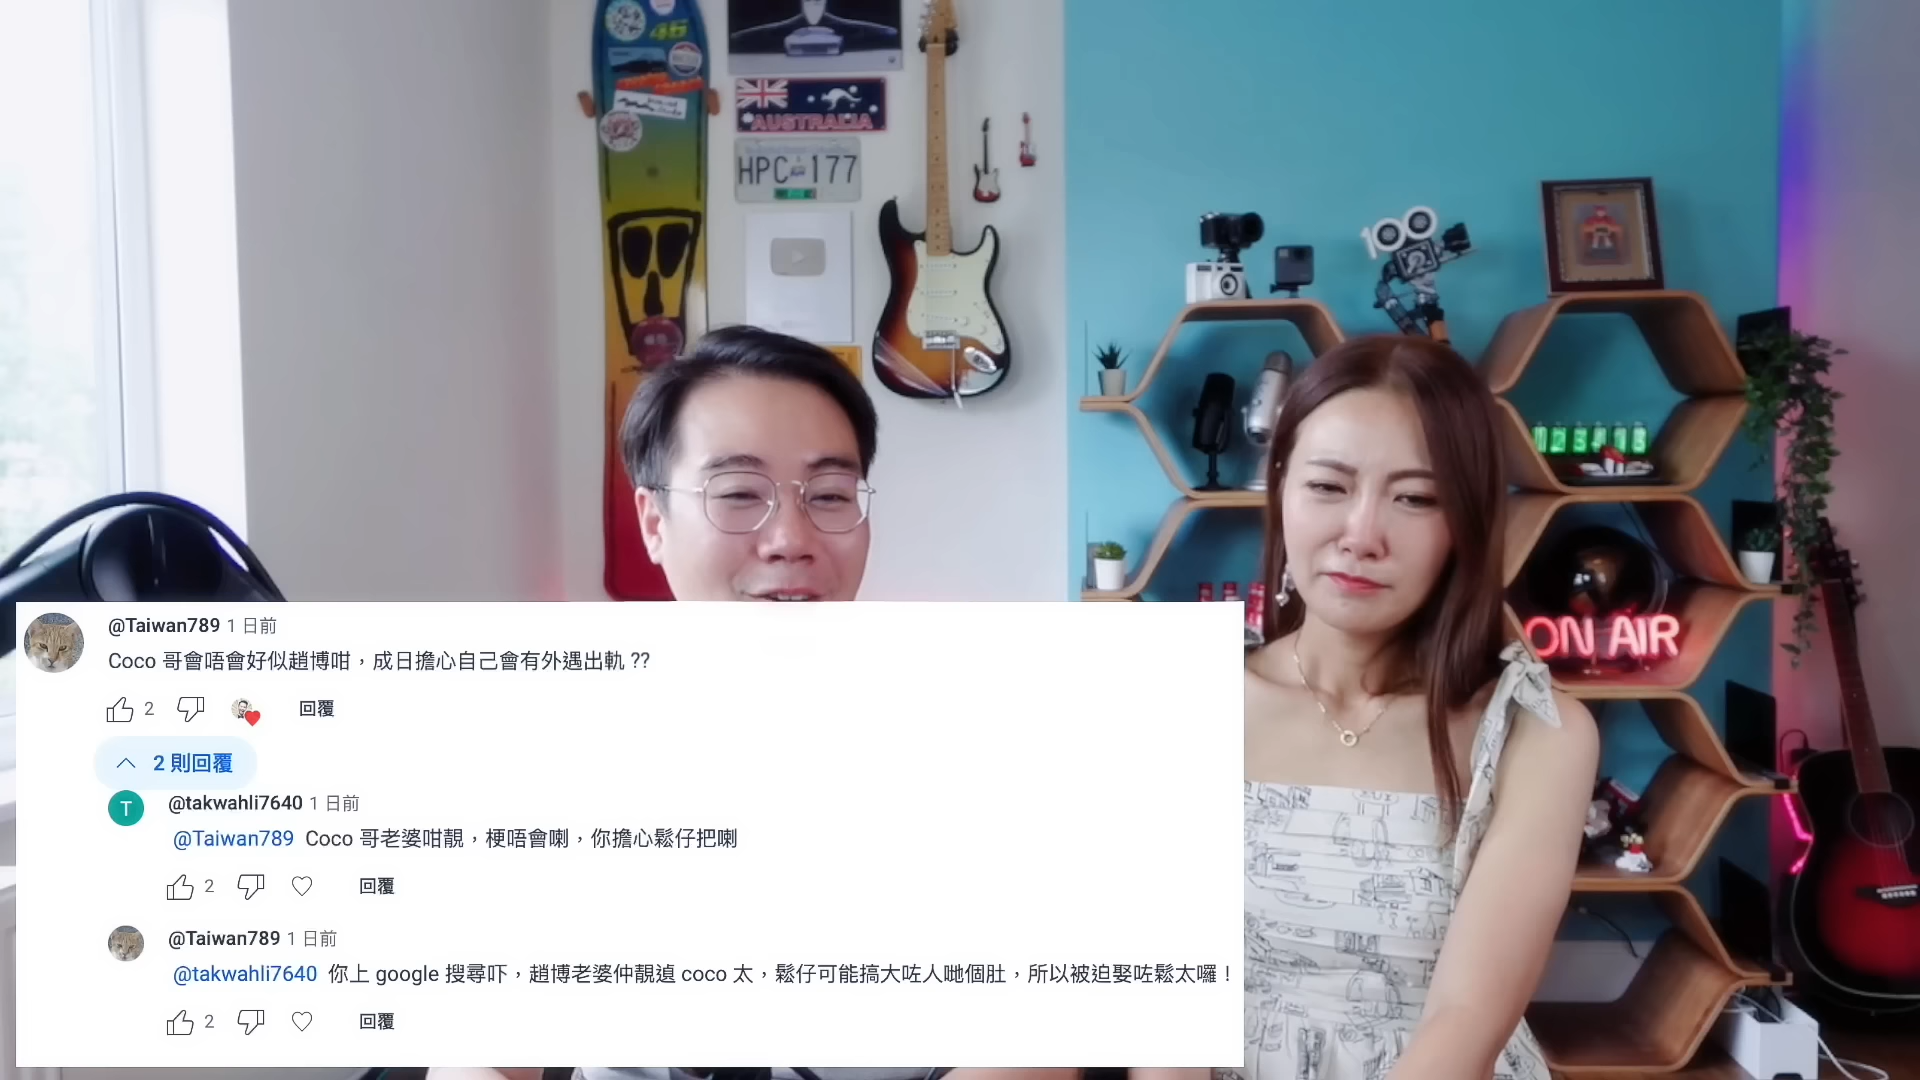 AUSTRALIA
HPC 177
ON AIR
@Taiwan789 1 日前
Coco 哥會唔會好似趙博咁，成日擔心自己會有外遇出軌 ??
2
回覆
2 則回覆
T
@takwahli7640 1 日前
@Taiwan789 Coco 哥老婆咁靚，梗唔會喇，你擔心鬆仔把喇
2
回覆
@Taiwan789 1 日前
@takwahli7640 你上 google 搜尋吓，趙博老婆仲靚過 coco 太，鬆仔可能搞大咗人哋個肚，所以被迫娶咗鬆太囉！
2
回覆